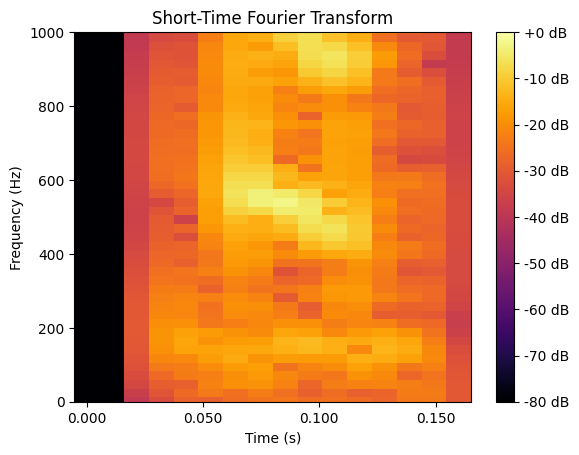 Short-Time Fourier Transform
Frequency (Hz)
1000
800
600
400
200
0
0.000
0.050
0.100
0.150
Time (s)
+0 dB
-10 dB
-20 dB
-30 dB
-40 dB
-50 dB
-60 dB
-70 dB
-80 dB